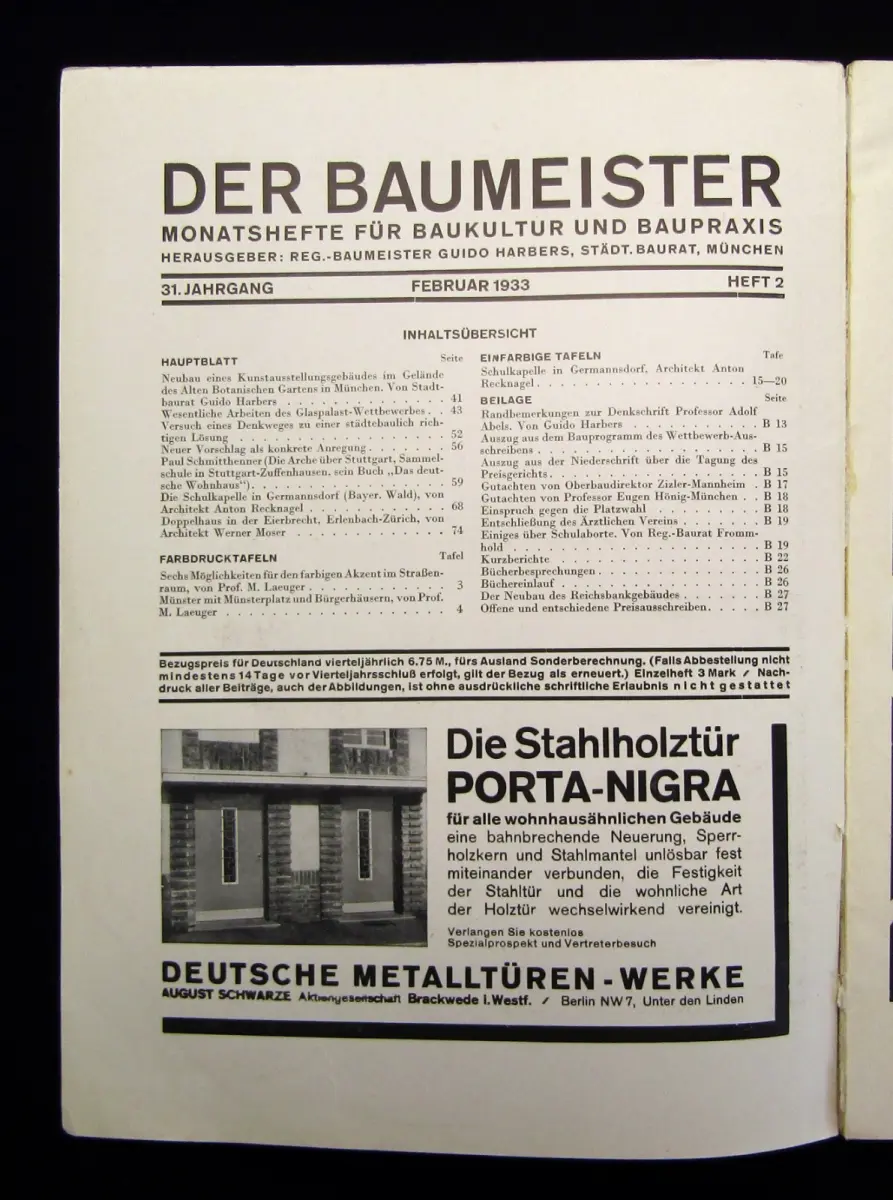 DER BAUMEISTER
MONATSHEFTE FÜR BAUKULTUR UND BAUPRAXIS
HERAUSGEBER: REG.-BAUMEISTER GUIDO HARBERS, STÄDT. BAURAT, MÜNCHEN
31. JAHRGANG FEBRUAR 1933 HEFT 2
INHALTSÜBERSICHT
HAUPTBLATT Seite
Neubau eines Kunstausstellungsgebäudes im Gelände
des Alten Botanischen Gartens in München. Von Stadt-
baurat Guido Harbers . . . . . . . . . . . . . 41
Wesentliche Arbeiten des Glaspalast-Wettbewerbes . . 43
Versuch eines Denkweges zu einer städtebaulich rich-
tigen Lösung . . . . . . . . . . . . . . . . . 52
Neuer Vorschlag als konkrete Anregung . . . . . . . 56
Paul Schmitthenner (Die Arche über Stuttgart, Sammel-
schule in Stuttgart-Zuffenhausen, sein Buch „Das deut-
sche Wohnhaus“) . . . . . . . . . . . . . . . 59
Die Schulkapelle in Germannsdorf (Bayer. Wald), von
Architekt Anton Recknagel . . . . . . . . . . . 68
Doppelhaus in der Eierbrecht, Erlenbach-Zürich, von
Architekt Werner Moser . . . . . . . . . . . . 74
FARBDRUCKTAFELN Tafel
Sechs Möglichkeiten für den farbigen Akzent im Straßen-
raum, von Prof. M. Laeuger . . . . . . . . . . . 3
Münster mit Münsterplatz und Bürgerhäusern, von Prof.
M. Laeuger . . . . . . . . . . . . . . . . . . 4
EINFARBIGE TAFELN Tafe
Schulkapelle in Germannsdorf. Architekt Anton
Recknagel . . . . . . . . . . . . . . . . . 15—20
BEILAGE Seite
Randbemerkungen zur Denkschrift Professor Adolf
Abels. Von Guido Harbers . . . . . . . . . . . B 13
Auszug aus dem Bauprogramm des Wettbewerb-Aus-
schreibens . . . . . . . . . . . . . . . . . . B 15
Auszug aus der Niederschrift über die Tagung des
Preisgerichts . . . . . . . . . . . . . . . . . B 15
Gutachten von Oberbaudirektor Zizler-Mannheim . B 17
Gutachten von Professor Eugen Hönig-München . . B 18
Einspruch gegen die Platzwahl . . . . . . . . . B 18
Entschließung des Ärztlichen Vereins . . . . . . . B 19
Einiges über Schulaborte. Von Reg.-Baurat Fromm-
hold . . . . . . . . . . . . . . . . . . . . . B 19
Kurzberichte . . . . . . . . . . . . . . . . . B 22
Bücherbesprechungen . . . . . . . . . . . . . . B 26
Büchereinlauf . . . . . . . . . . . . . . . . . B 26
Der Neubau des Reichsbankgebäudes . . . . . . . B 27
Offene und entschiedene Preisausschreiben . . . . . B 27
Bezugspreis für Deutschland vierteljährlich 6.75 M., fürs Ausland Sonderberechnung. (Falls Abbestellung nicht
mindestens 14 Tage vor Vierteljahrsschluß erfolgt, gilt der Bezug als erneuert.) Einzelheft 3 Mark / Nach-
druck aller Beiträge, auch der Abbildungen, ist ohne ausdrückliche schriftliche Erlaubnis nicht gestattet
Die Stahlholztür
PORTA-NIGRA
für alle wohnhausähnlichen Gebäude
eine bahnbrechende Neuerung, Sperr-
holzkern und Stahlmantel unlösbar fest
miteinander verbunden, die Festigkeit
der Stahltür und die wohnliche Art
der Holztür wechselwirkend vereinigt.
Verlangen Sie kostenlos
Spezialprospekt und Vertreterbesuch
DEUTSCHE METALLTÜREN-WERKE
AUGUST SCHWARZE Aktiengesellschaft Brackwede i. Westf. / Berlin NW 7, Unter den Linden